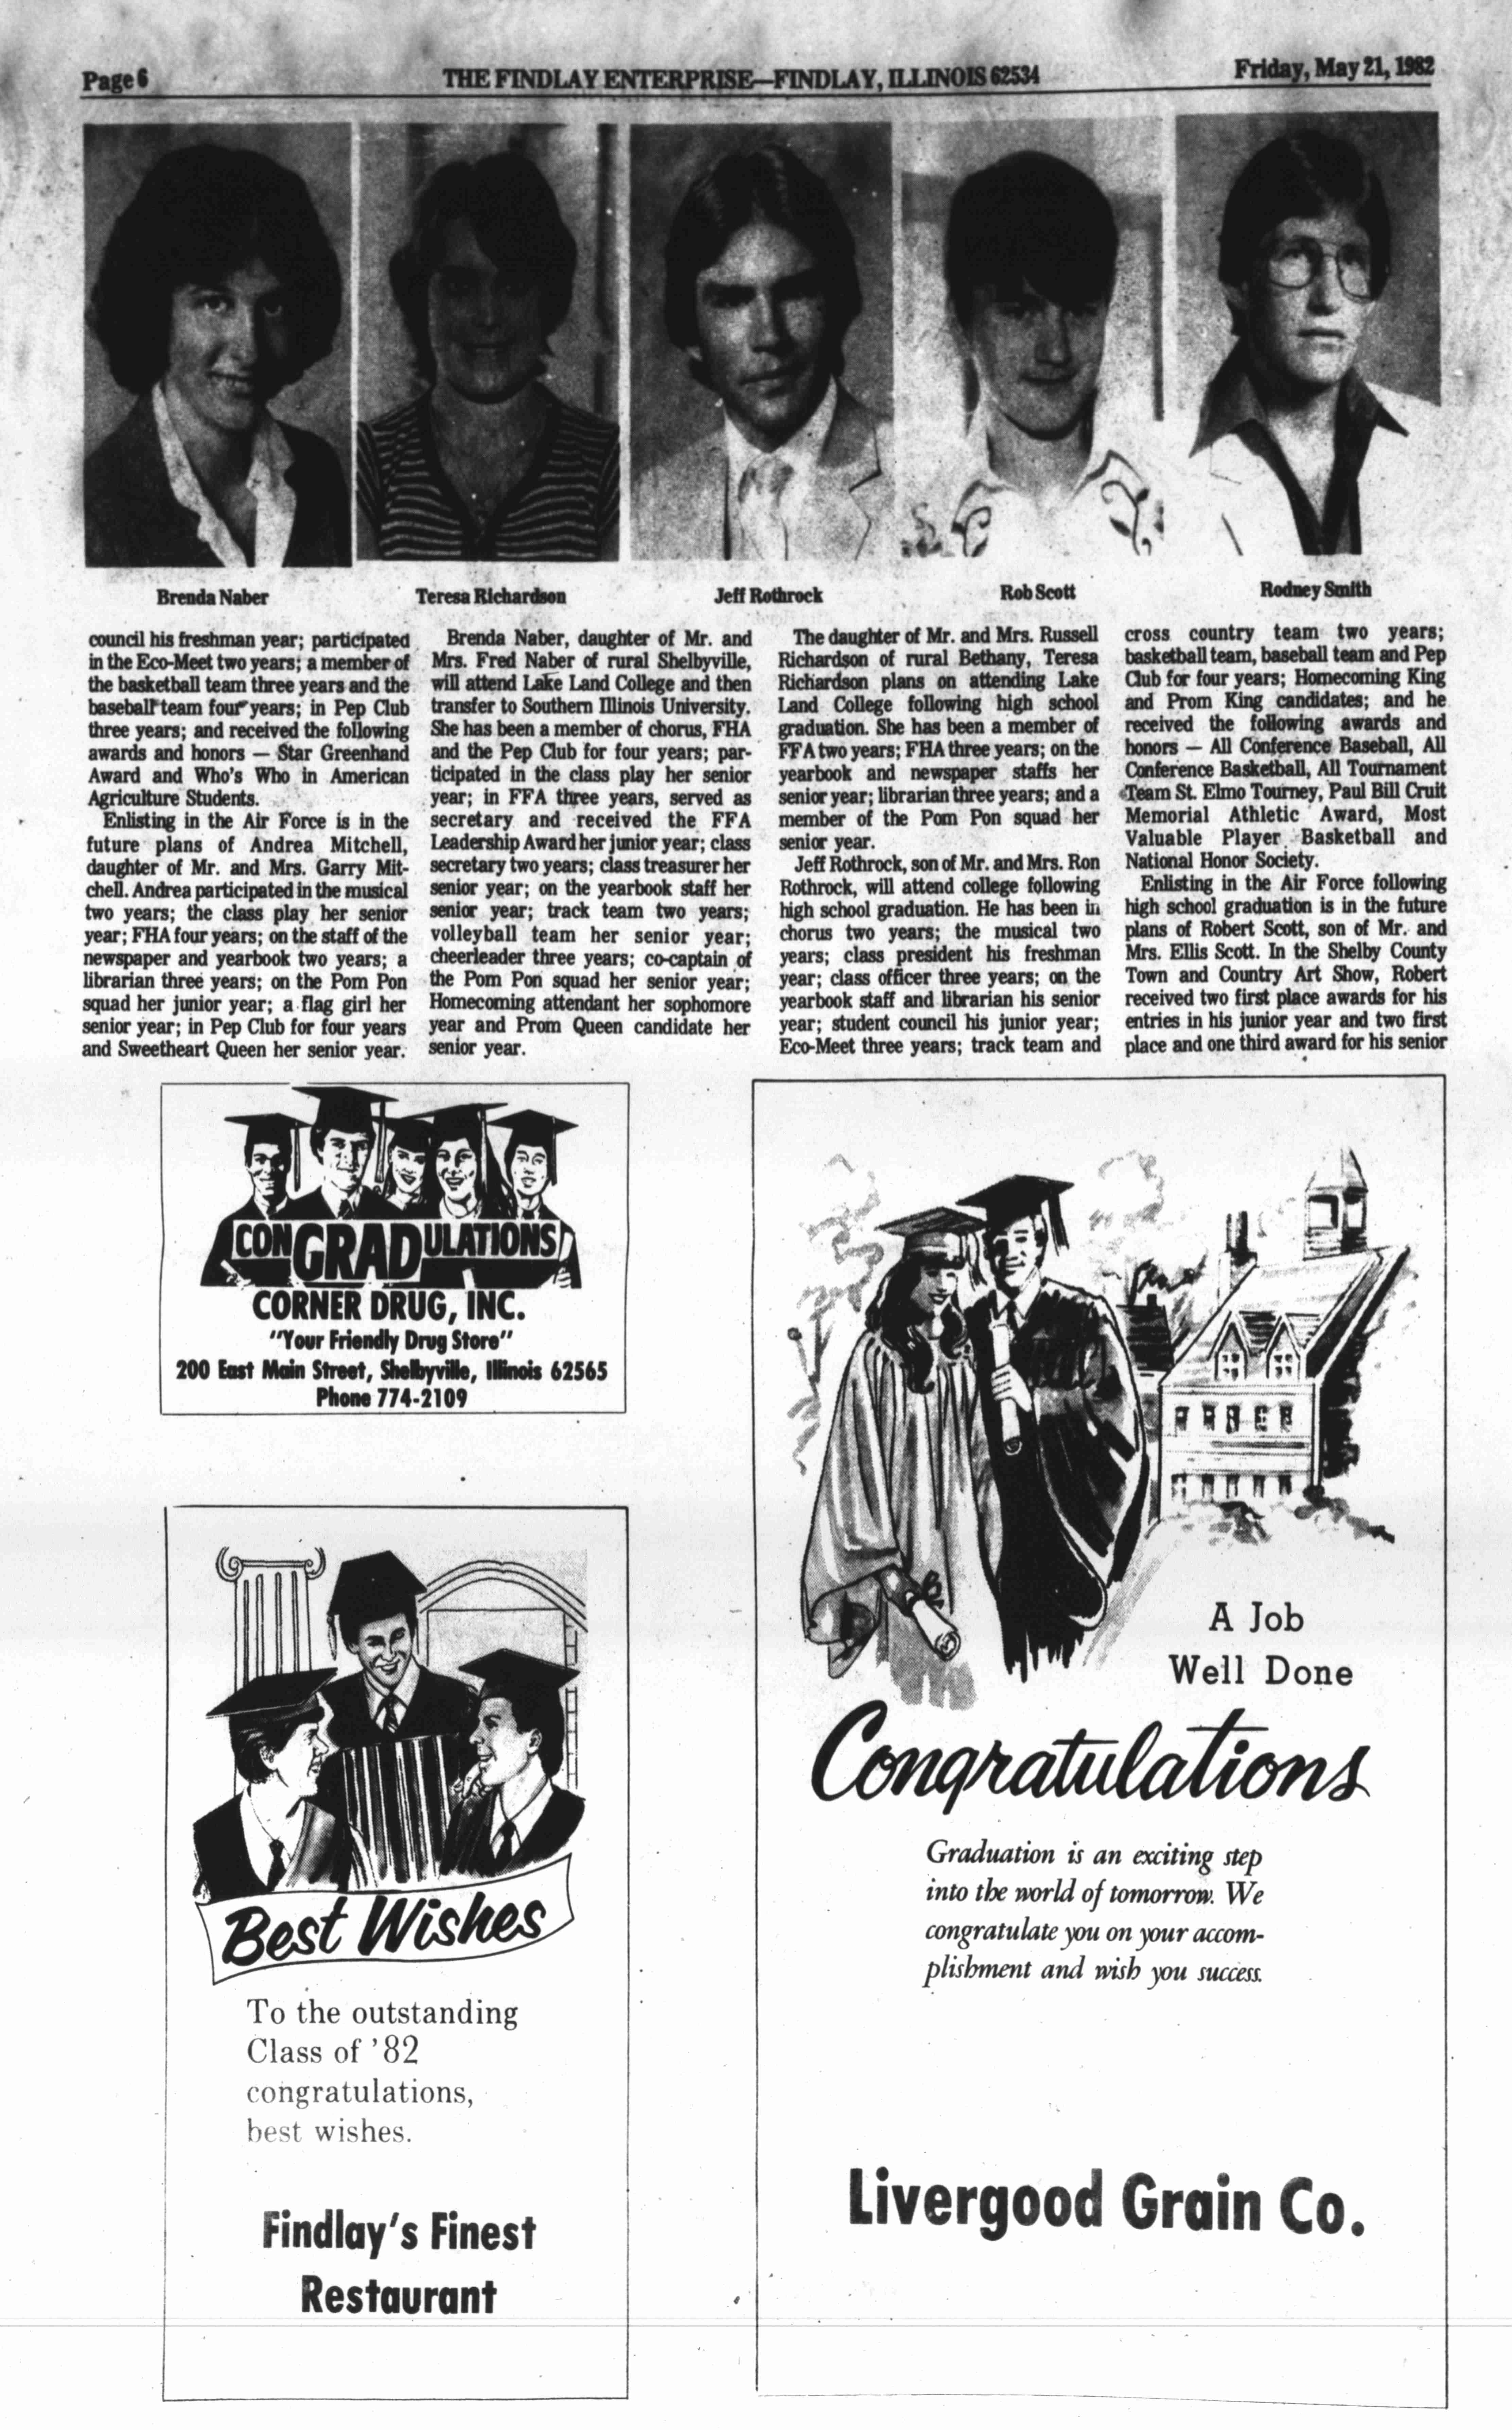 Page 6
THE FINDLAY ENTERPRISE—FINDLAY, ILLINOIS 62534
Friday, May 21, 1982
Brenda Naber
Teresa Richardson
Jeff Rothrock
Rob Scott
Rodney Smith
council his freshman year; participated
in the Eco-Meet two years; a member of
the basketball team three years and the
baseball team four years; in Pep Club
three years; and received the following
awards and honors — Star Greenhand
Award and Who's Who in American
Agriculture Students.
Enlisting in the Air Force is in the
future plans of Andrea Mitchell,
daughter of Mr. and Mrs. Garry Mit-
chell. Andrea participated in the musical
two years; the class play her senior
year; FHA four years; on the staff of the
newspaper and yearbook two years; a
librarian three years; on the Pom Pon
squad her junior year; a flag girl her
senior year; in Pep Club for four years
and Sweetheart Queen her senior year.
Brenda Naber, daughter of Mr. and
Mrs. Fred Naber of rural Shelbyville,
will attend Lake Land College and then
transfer to Southern Illinois University.
She has been a member of chorus, FHA
and the Pep Club for four years; par-
ticipated in the class play her senior
year; in FFA three years, served as
secretary and received the FFA
Leadership Award her junior year; class
secretary two years; class treasurer her
senior year; on the yearbook staff her
senior year; track team two years;
volleyball team her senior year;
cheerleader three years; co-captain of
the Pom Pon squad her senior year;
Homecoming attendant her sophomore
year and Prom Queen candidate her
senior year.
The daughter of Mr. and Mrs. Russell
Richardson of rural Bethany, Teresa
Richardson plans on attending Lake
Land College following high school
graduation. She has been a member of
FFA two years; FHA three years; on the
yearbook and newspaper staffs her
senior year; librarian three years; and a
member of the Pom Pon squad her
senior year.
Jeff Rothrock, son of Mr. and Mrs. Ron
Rothrock, will attend college following
high school graduation. He has been in
chorus two years; the musical two
years; class president his freshman
year; class officer three years; on the
yearbook staff and librarian his senior
year; student council his junior year;
Eco-Meet three years; track team and
cross country team two years;
basketball team, baseball team and Pep
Club for four years; Homecoming King
and Prom King candidates; and he
received the following awards and
honors — All Conference Baseball, All
Conference Basketball, All Tournament
Team St. Elmo Tourney, Paul Bill Cruit
Memorial Athletic Award, Most
Valuable Player Basketball and
National Honor Society.
Enlisting in the Air Force following
high school graduation is in the future
plans of Robert Scott, son of Mr. and
Mrs. Ellis Scott. In the Shelby County
Town and Country Art Show, Robert
received two first place awards for his
entries in his junior year and two first
place and one third award for his senior
CONGRADULATIONS
CORNER DRUG, INC.
"Your Friendly Drug Store"
200 East Main Street, Shelbyville, Illinois 62565
Phone 774-2109
Best Wishes
To the outstanding
Class of '82
congratulations,
best wishes.
Findlay's Finest
Restaurant
A Job
Well Done
Congratulations
Graduation is an exciting step
into the world of tomorrow. We
congratulate you on your accom-
plishment and wish you success.
Livergood Grain Co.